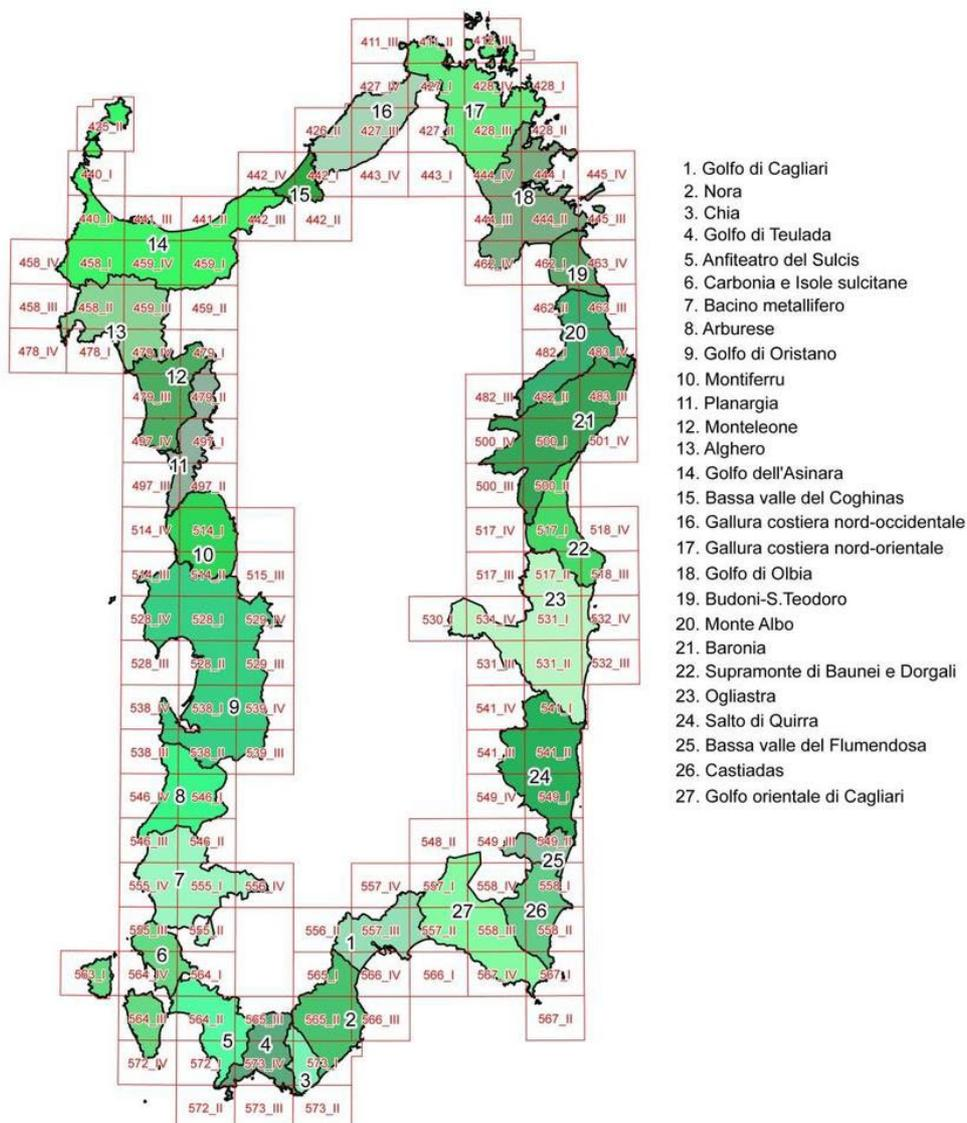 411_III 411_II 412_III
427_IV 427_I 428_IV 428_I
16 17
425_II 426_II 427_III 427_II 428_III 428_II
440_I 442_IV 442_I 443_IV 443_I 444_IV 444_I 445_IV
15 18
440_II 441_III 441_II 442_III 442_II 444_III 444_II 445_III
14
458_IV 458_I 459_IV 459_I 462_IV 462_I 463_IV
19
458_III 458_II 459_III 459_II 462_II 463_III
13 20
478_IV 478_I 479_IV 479_I 482_I 483_IV
12
479_III 479_II 482_III 482_II 483_III
21
497_IV 497_I 500_IV 500_I 501_IV
11
497_III 497_II 500_III 500_II
514_IV 514_I 517_IV 517_I 518_IV
10 22
514_III 514_II 515_III 517_III 517_II 518_III
23
528_IV 528_I 529_IV 530_I 531_IV 531_I 532_IV
528_III 528_II 529_III 531_III 531_II 532_III
538_IV 538_I 9 539_IV 541_IV 541_I
538_III 538_II 539_III 541_III 541_II
24
8
546_IV 546_I 549_IV 549_I
546_III 546_II 548_II 549_III 549_II
25
7
555_IV 555_I 556_IV 557_IV 557_I 558_IV 558_I
27 26
555_III 555_II 556_II 557_III 557_II 558_III 558_II
1
6
563_I 564_IV 564_I 565_I 566_IV 566_I 567_IV 567_I
564_III 564_II 565_III 565_II 2 566_III 567_II
5 4
572_IV 572_I 573_IV 573_I
3
572_II 573_III 573_II
1. Golfo di Cagliari
2. Nora
3. Chia
4. Golfo di Teulada
5. Anfiteatro del Sulcis
6. Carbonia e Isole sulcitane
7. Bacino metallifero
8. Arburese
9. Golfo di Oristano
10. Montiferru
11. Planargia
12. Monteleone
13. Alghero
14. Golfo dell'Asinara
15. Bassa valle del Coghinas
16. Gallura costiera nord-occidentale
17. Gallura costiera nord-orientale
18. Golfo di Olbia
19. Budoni-S.Teodoro
20. Monte Albo
21. Baronia
22. Supramonte di Baunei e Dorgali
23. Ogliastra
24. Salto di Quirra
25. Bassa valle del Flumendosa
26. Castiadas
27. Golfo orientale di Cagliari